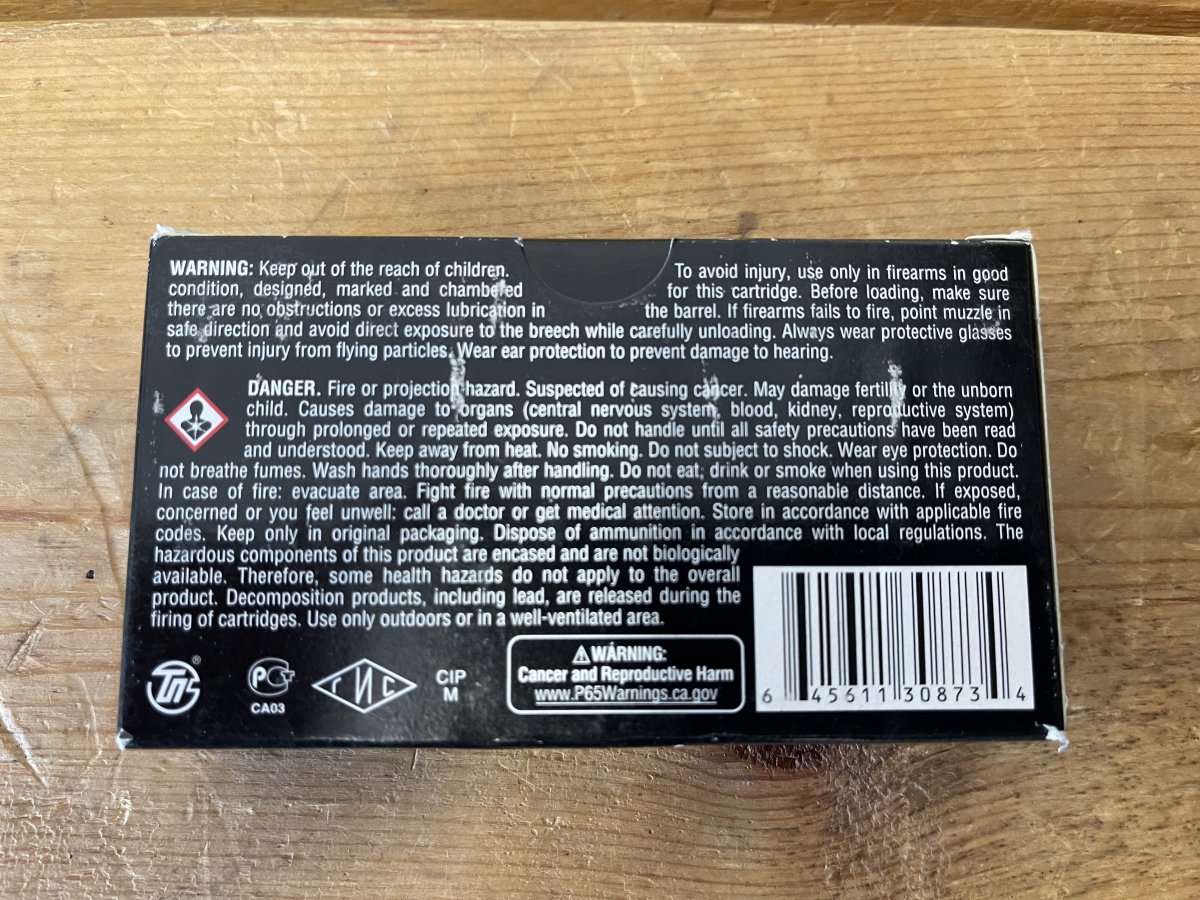 WARNING: Keep out of the reach of children. To avoid injury, use only in firearms in good
condition, designed, marked and chambered for this cartridge. Before loading, make sure
there are no obstructions or excess lubrication in the barrel. If firearms fails to fire, point muzzle in
safe direction and avoid direct exposure to the breech while carefully unloading. Always wear protective glasses
to prevent injury from flying particles. Wear ear protection to prevent damage to hearing.
DANGER. Fire or projection hazard. Suspected of causing cancer. May damage fertility or the unborn
child. Causes damage to organs (central nervous system, blood, kidney, reproductive system)
through prolonged or repeated exposure. Do not handle until all safety precautions have been read
and understood. Keep away from heat. No smoking. Do not subject to shock. Wear eye protection. Do
not breathe fumes. Wash hands thoroughly after handling. Do not eat, drink or smoke when using this product.
In case of fire: evacuate area. Fight fire with normal precautions from a reasonable distance. If exposed,
concerned or you feel unwell: call a doctor or get medical attention. Store in accordance with applicable fire
codes. Keep only in original packaging. Dispose of ammunition in accordance with local regulations. The
hazardous components of this product are encased and are not biologically
available. Therefore, some health hazards do not apply to the overall
product. Decomposition products, including lead, are released during the
firing of cartridges. Use only outdoors or in a well-ventilated area.
®
РСТ
CA03
ГИС
CIP
M
WARNING:
Cancer and Reproductive Harm
www.P65Warnings.ca.gov
6 45611 30873 4